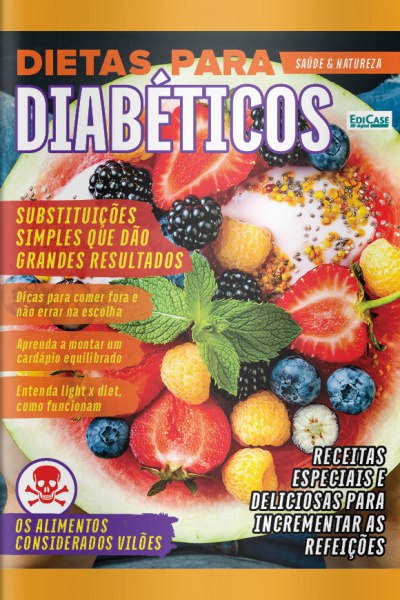 DIETAS PARA
SAÚDE & NATUREZA
DIABÉTICOS
EDICASE
digital
SUBSTITUIÇÕES
SIMPLES QUE DÃO
GRANDES RESULTADOS
Dicas para comer fora e
não errar na escolha
Aprenda a montar um
cardápio equilibrado
Entenda light x diet,
como funcionam
RECEITAS
ESPECIAIS E
DELICIOSAS PARA
INCREMENTAR AS
REFEIÇÕES
OS ALIMENTOS
CONSIDERADOS VILÕES